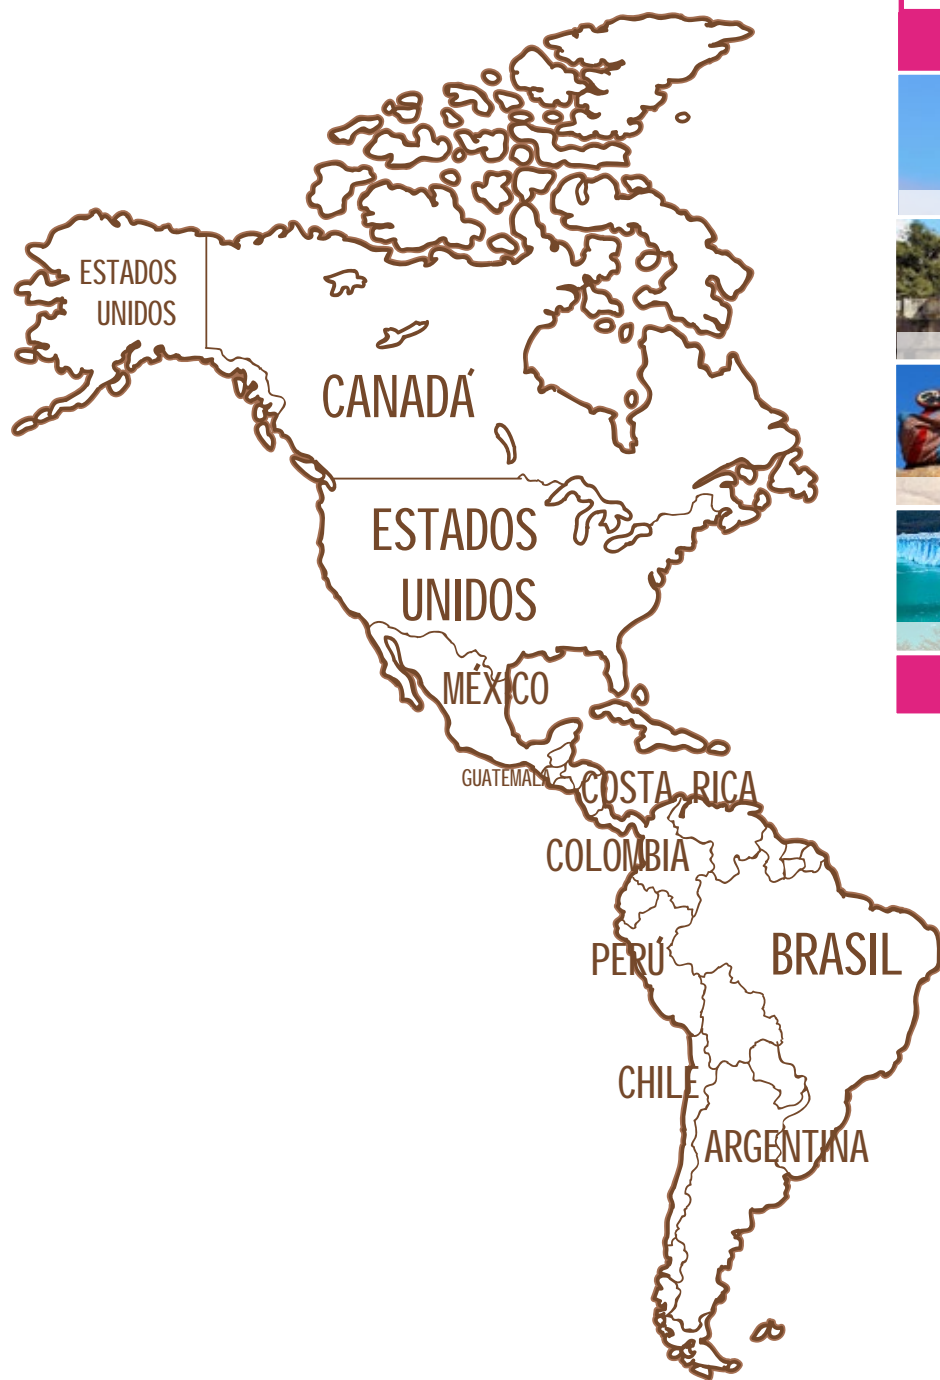 ESTADOS
UNIDOS
CANADÁ
ESTADOS
UNIDOS
MÉXICO
GUATEMALA
COSTA RICA
COLOMBIA
PERÚ
BRASIL
CHILE
ARGENTINA